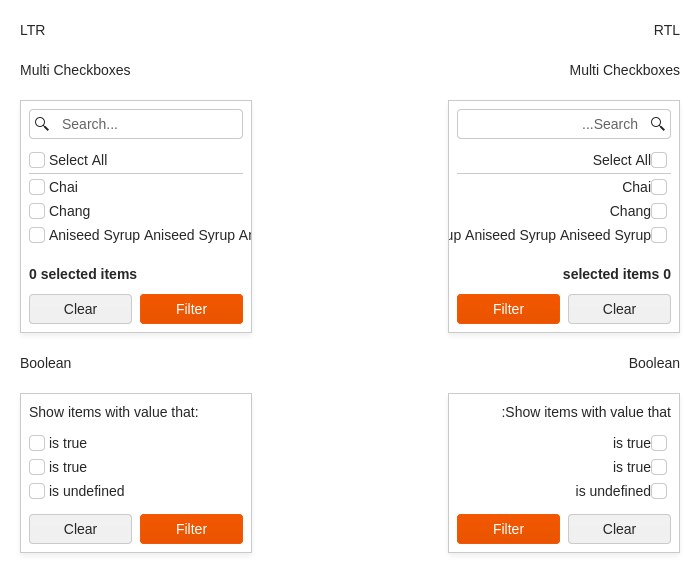 LTR
RTL
Multi Checkboxes
Multi Checkboxes
Search...
...Search
Select All
Select All
Chai
Chai
Chang
Chang
Aniseed Syrup Aniseed Syrup
Aniseed Syrup Aniseed Syrup
0 selected items
selected items 0
Clear Filter
Filter Clear
Boolean
Boolean
Show items with value that:
:Show items with value that
is true
is true
is true
is true
is undefined
is undefined
Clear Filter
Filter Clear